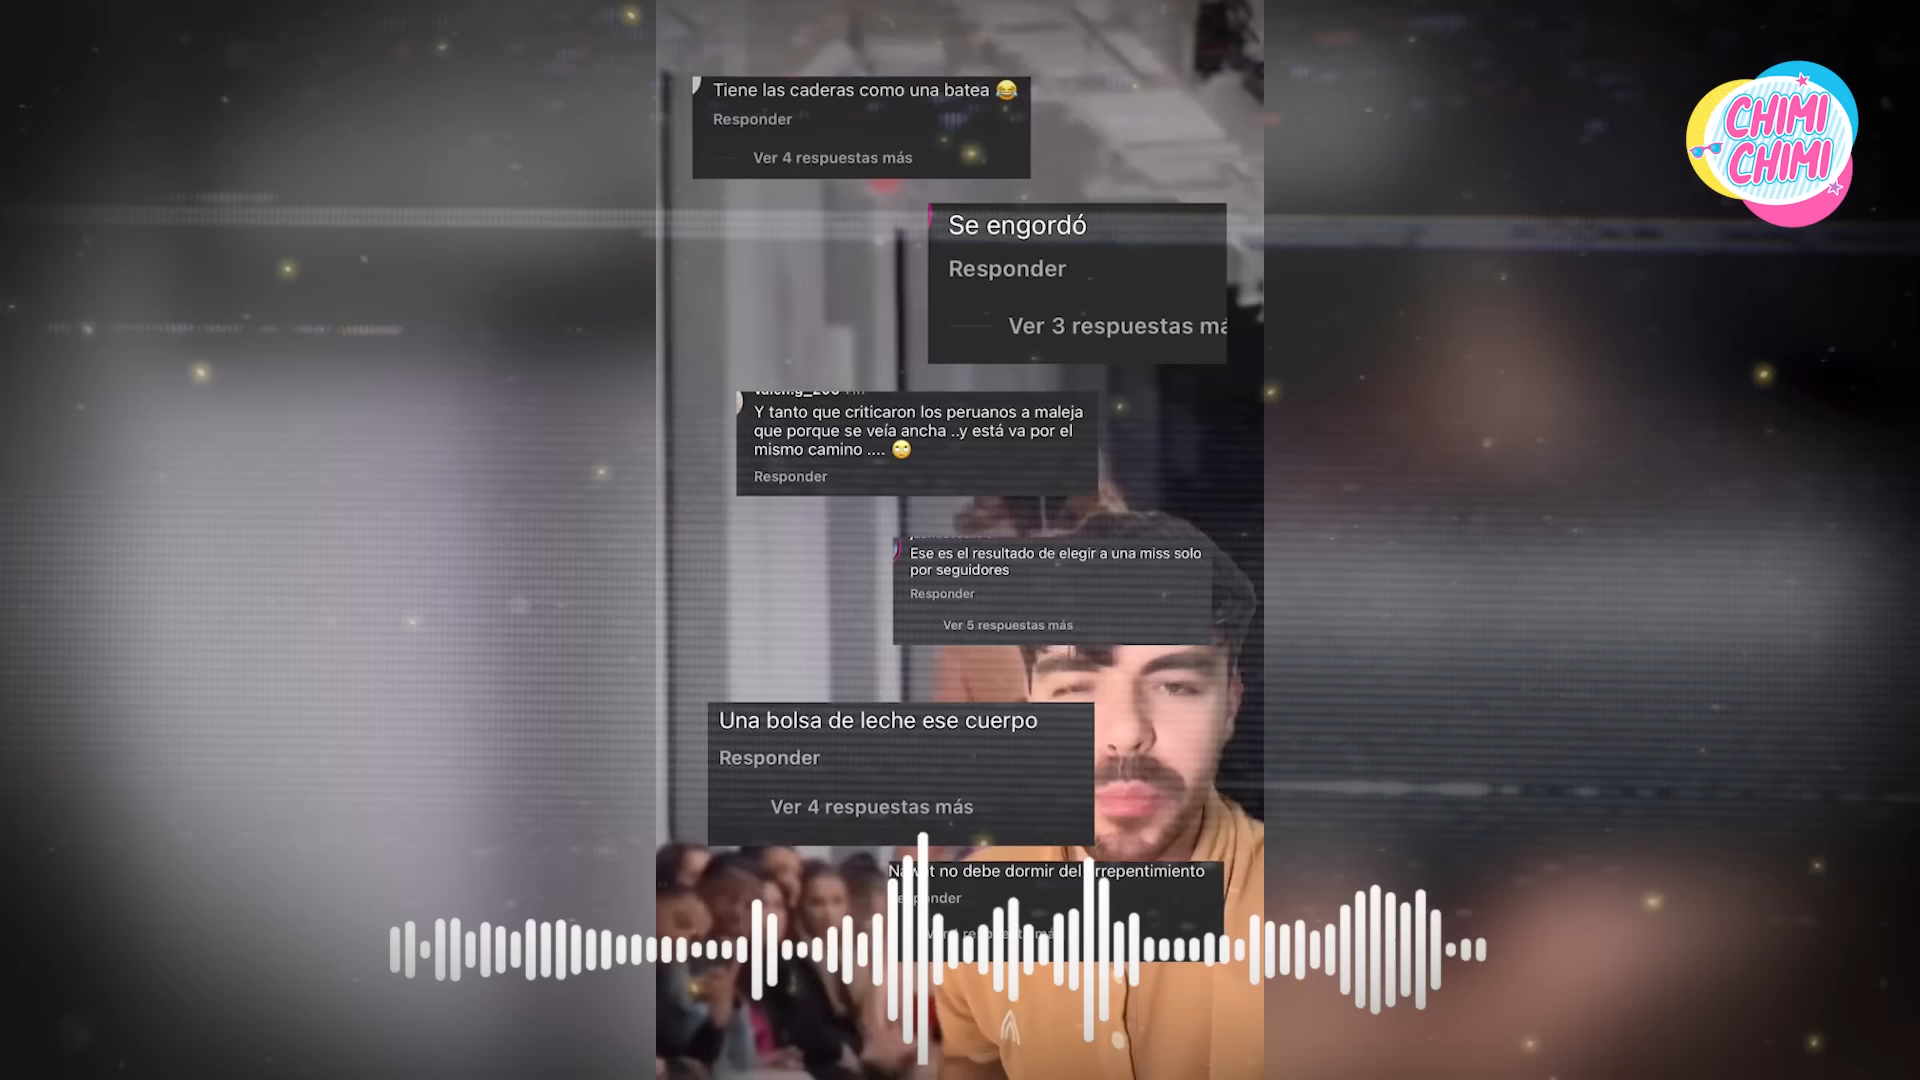 CHIMI
CHIMI
Tiene las caderas como una batea 😂
Responder
Ver 4 respuestas más
Se engordó
Responder
Ver 3 respuestas má
Y tanto que criticaron los peruanos a maleja
que porque se veía ancha ..y está va por el
mismo camino .... 🙄
Responder
Ese es el resultado de elegir a una miss solo
por seguidores
Responder
Ver 5 respuestas más
Una bolsa de leche ese cuerpo
Responder
Ver 4 respuestas más
no debe dormir del